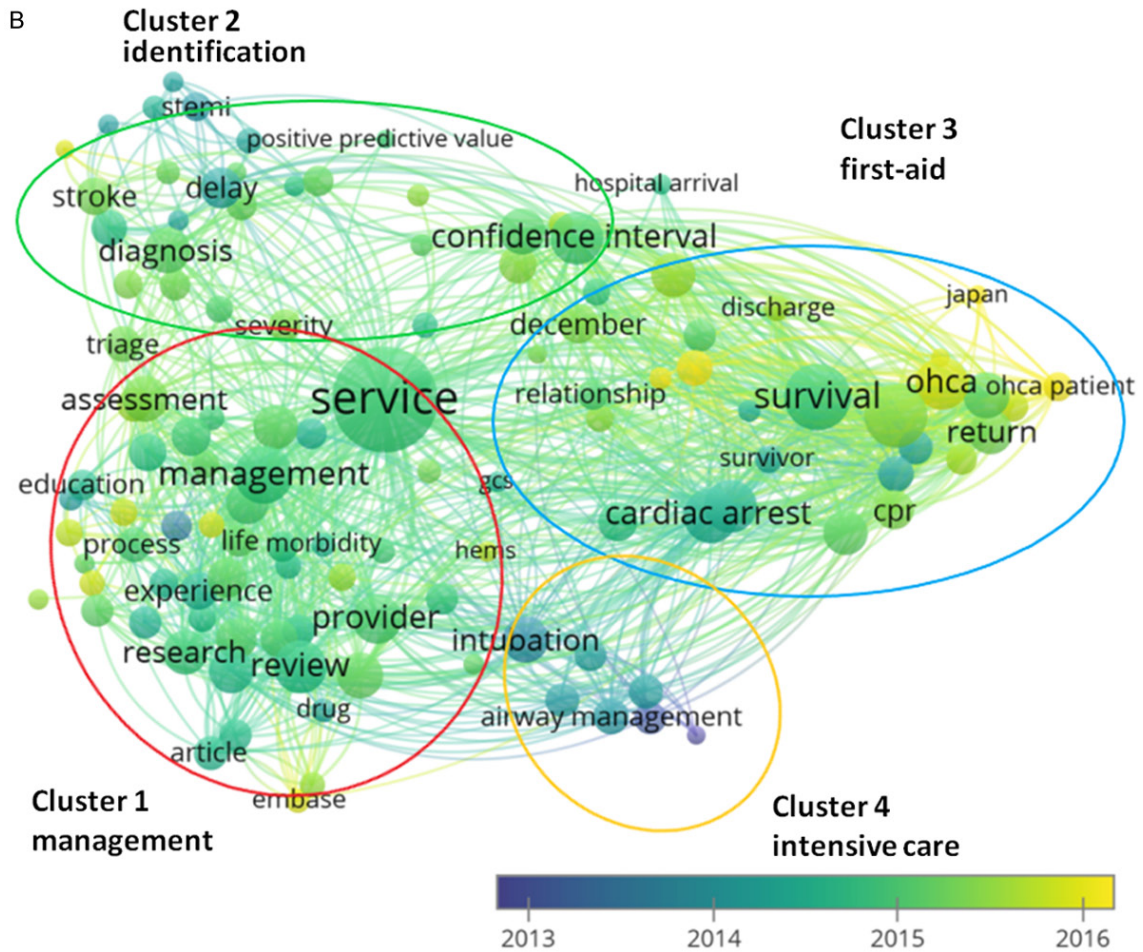 B
Cluster 2
identification
stemi
positive predictive value
Cluster 3
first-aid
stroke
delay
hospital arrival
diagnosis
confidence interval
severity
december
discharge
japan
triage
assessment
service
relationship
survival
ohca
ohca patient
return
management
education
gcs
survivor
cardiac arrest
cpr
process
life
morbidity
hems
experience
provider
intubation
research
review
drug
airway management
article
embase
Cluster 1
management
Cluster 4
intensive care
2013
2014
2015
2016